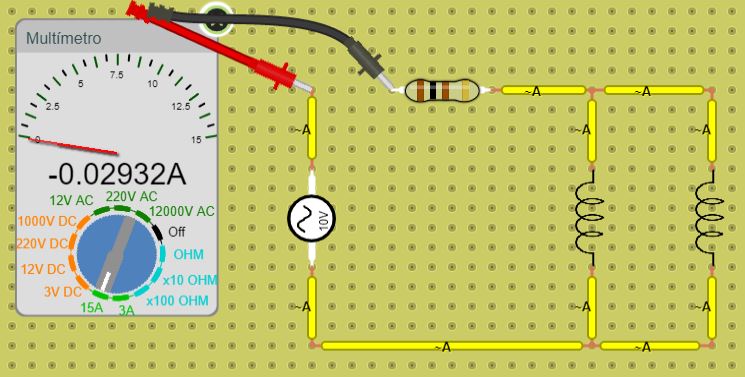 Multímetro
0 2.5 5 7.5 10 12.5 15
-0.02932A
12V AC 220V AC 12000V AC
1000V DC Off
220V DC OHM
12V DC x10 OHM
3V DC x100 OHM
15A 3A
~A ~A
~A ~A ~A
10V
~A ~A ~A
~A ~A